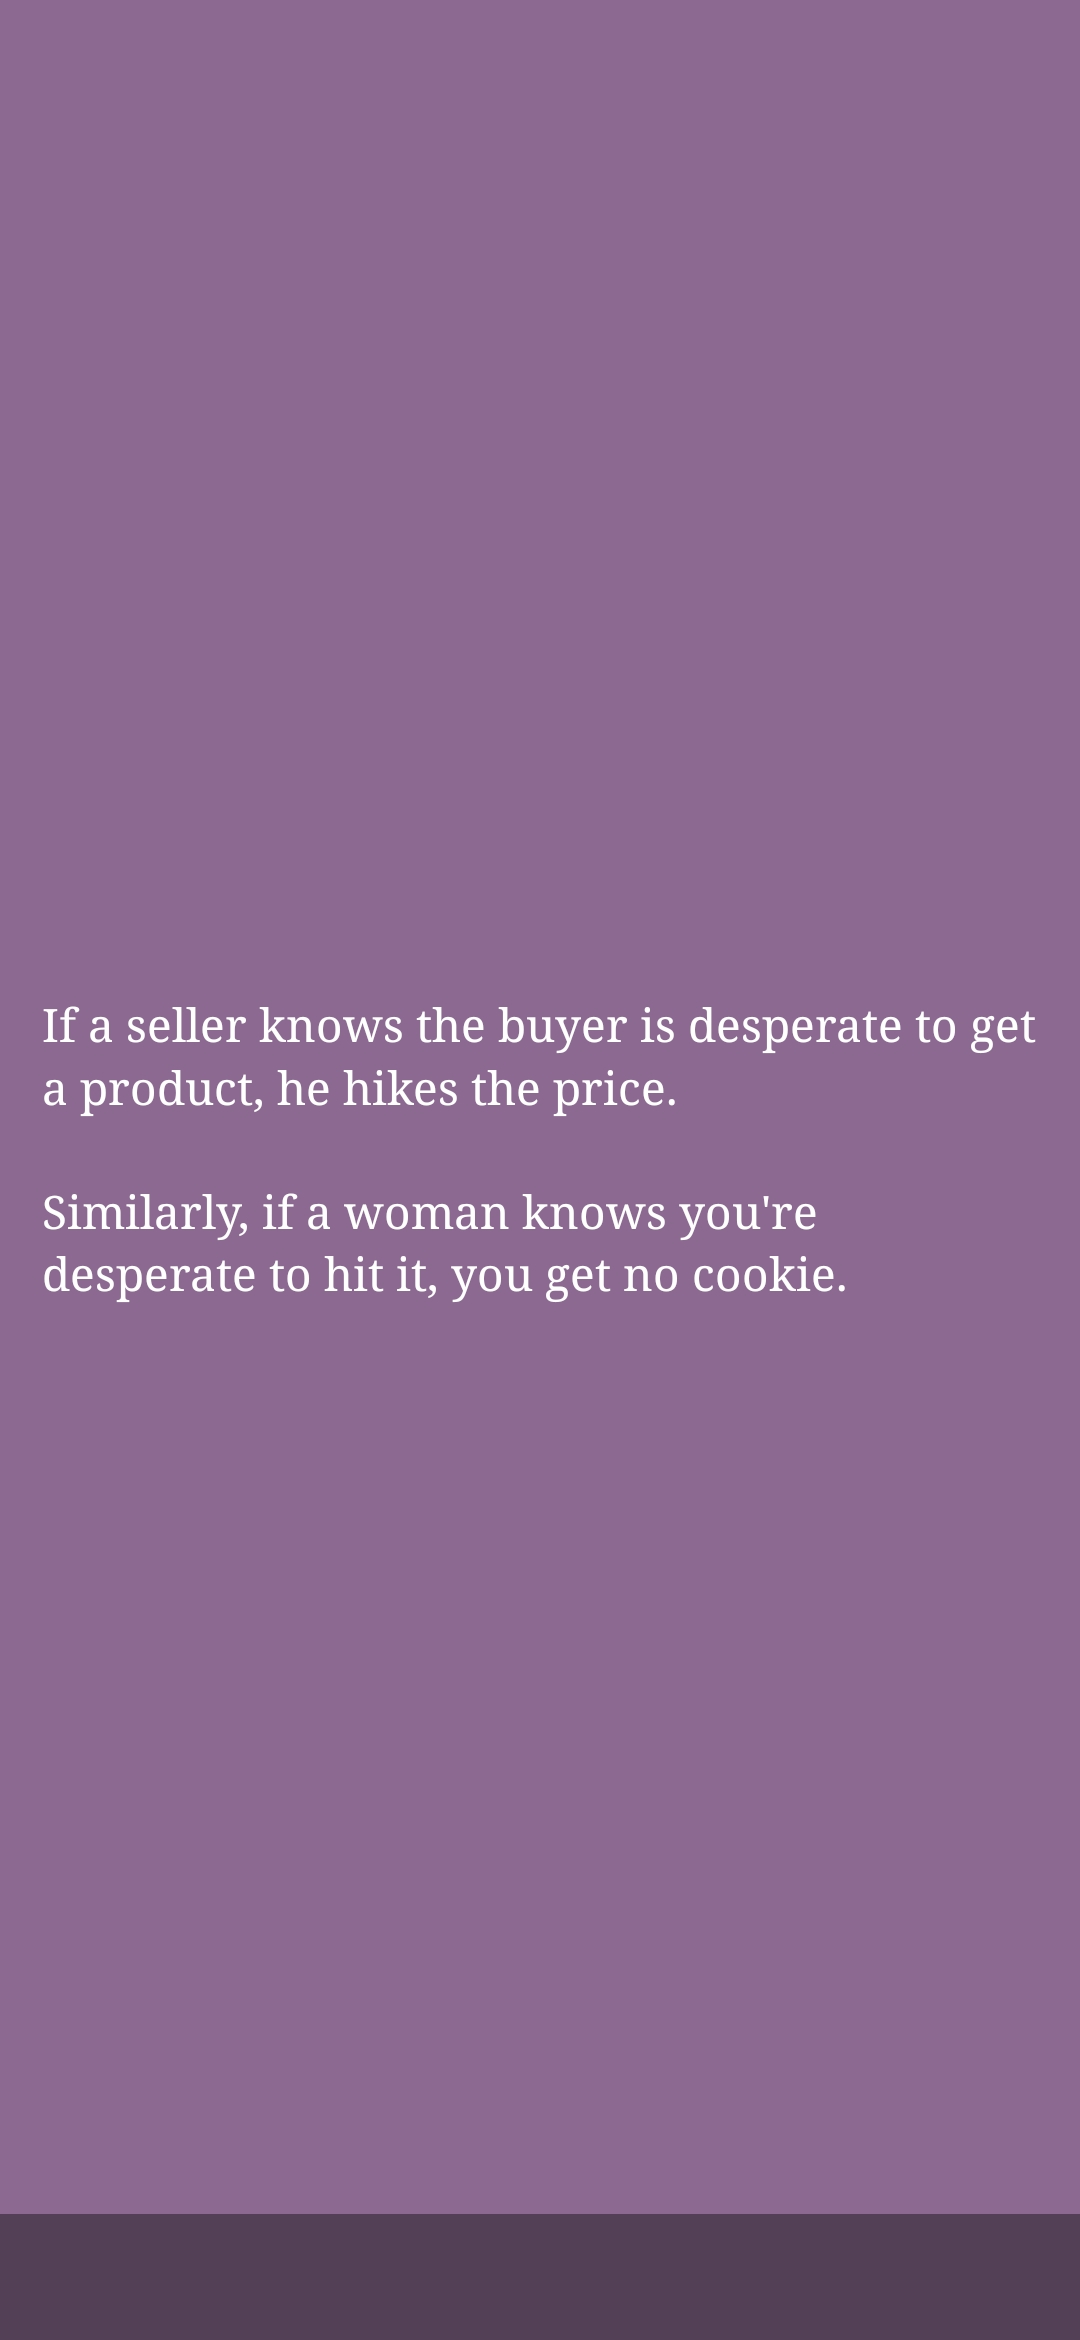 If a seller knows the buyer is desperate to get
a product, he hikes the price.
Similarly, if a woman knows you're
desperate to hit it, you get no cookie.